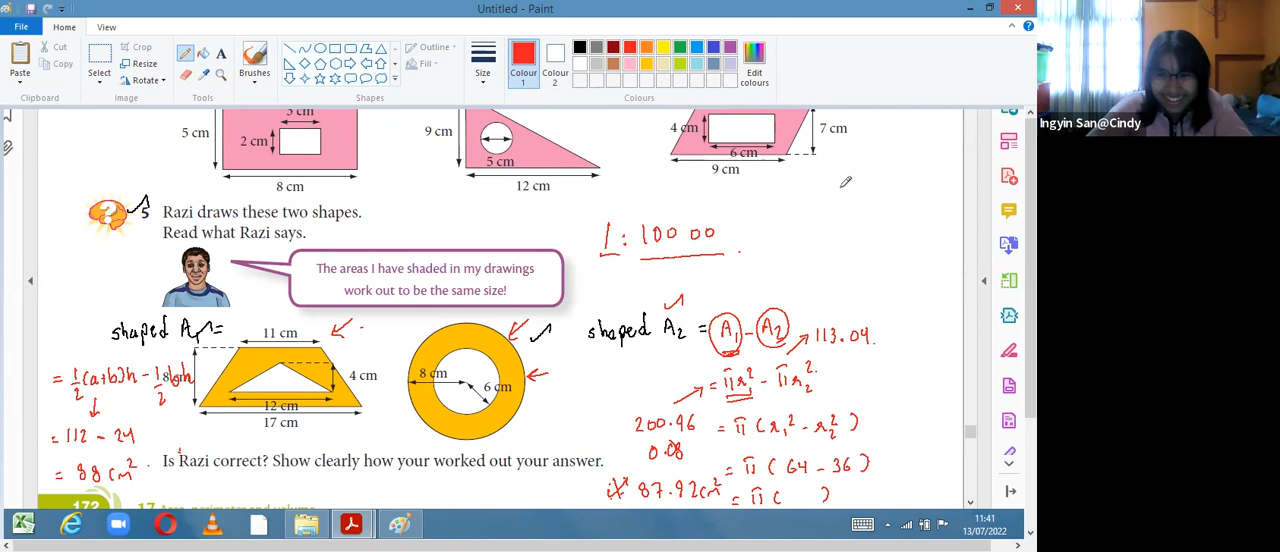 Untitled - Paint
File Home View
Paste
Cut
Copy
Clipboard
Select
Crop
Resize
Rotate
Image
Tools
Brushes
Shapes
Outline
Fill
Size
Colour 1
Colour 2
Edit colours
Colours
Ingyin San@Cindy
5 cm
3 cm
2 cm
8 cm
9 cm
5 cm
12 cm
4 cm
6 cm
7 cm
9 cm
5 Razi draws these two shapes.
Read what Razi says.
1 : 100 00
The areas I have shaded in my drawings
work out to be the same size!
shaped A1 =
11 cm
8 cm
4 cm
12 cm
17 cm
= 1/2 (a+b)h - 1/2 bh
= 112 - 24
= 88 cm²
8 cm
6 cm
shaped A2 = A1 - A2
113.04
= πr1² - πr2²
200.96
= π (r1² - r2²)
0.08
= π (64 - 36)
87.92 cm²
= π ( )
Is Razi correct? Show clearly how your worked out your answer.
172
17 Area, perimeter and volume
11:41
13/07/2022